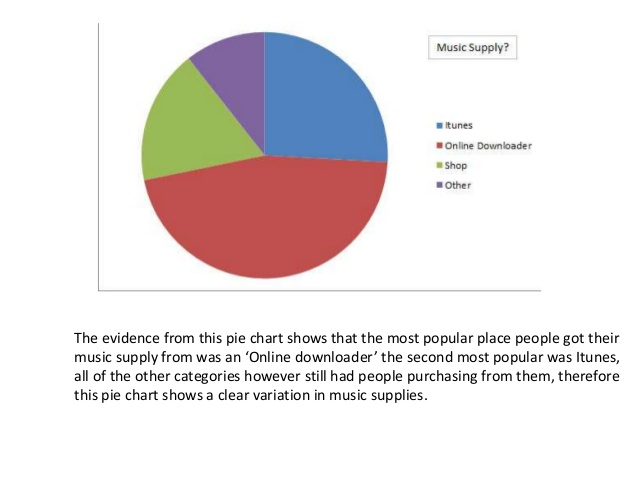 Music Supply?
Itunes
Online Downloader
Shop
Other
The evidence from this pie chart shows that the most popular place people got their
music supply from was an ‘Online downloader’ the second most popular was Itunes,
all of the other categories however still had people purchasing from them, therefore
this pie chart shows a clear variation in music supplies.